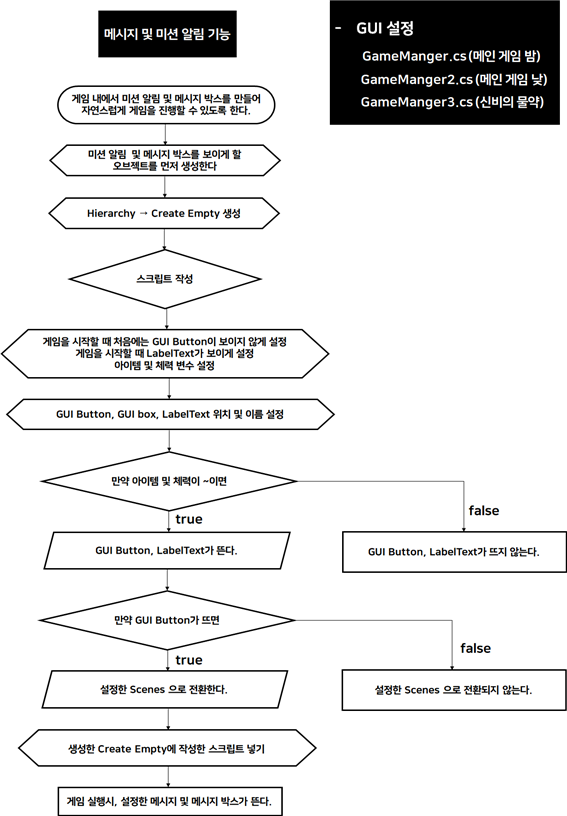 메시지 및 미션 알림 기능
- GUI 설정
GameManger.cs (메인 게임 밤)
GameManger2.cs (메인 게임 낮)
GameManger3.cs (신비의 물약)
게임 내에서 미션 알림 및 메시지 박스를 만들어
자연스럽게 게임을 진행할 수 있도록 한다.
미션 알림 및 메시지 박스를 보이게 할
오브젝트를 먼저 생성한다
Hierarchy → Create Empty 생성
스크립트 작성
게임을 시작할 때 처음에는 GUI Button이 보이지 않게 설정
게임을 시작할 때 LabelText가 보이게 설정
아이템 및 체력 변수 설정
GUI Button, GUI box, LabelText 위치 및 이름 설정
만약 아이템 및 체력이 ~이면
true
false
GUI Button, LabelText가 뜬다.
GUI Button, LabelText가 뜨지 않는다.
만약 GUI Button가 뜨면
true
false
설정한 Scenes 으로 전환한다.
설정한 Scenes 으로 전환되지 않는다.
생성한 Create Empty에 작성한 스크립트 넣기
게임 실행시, 설정한 메시지 및 메시지 박스가 뜬다.